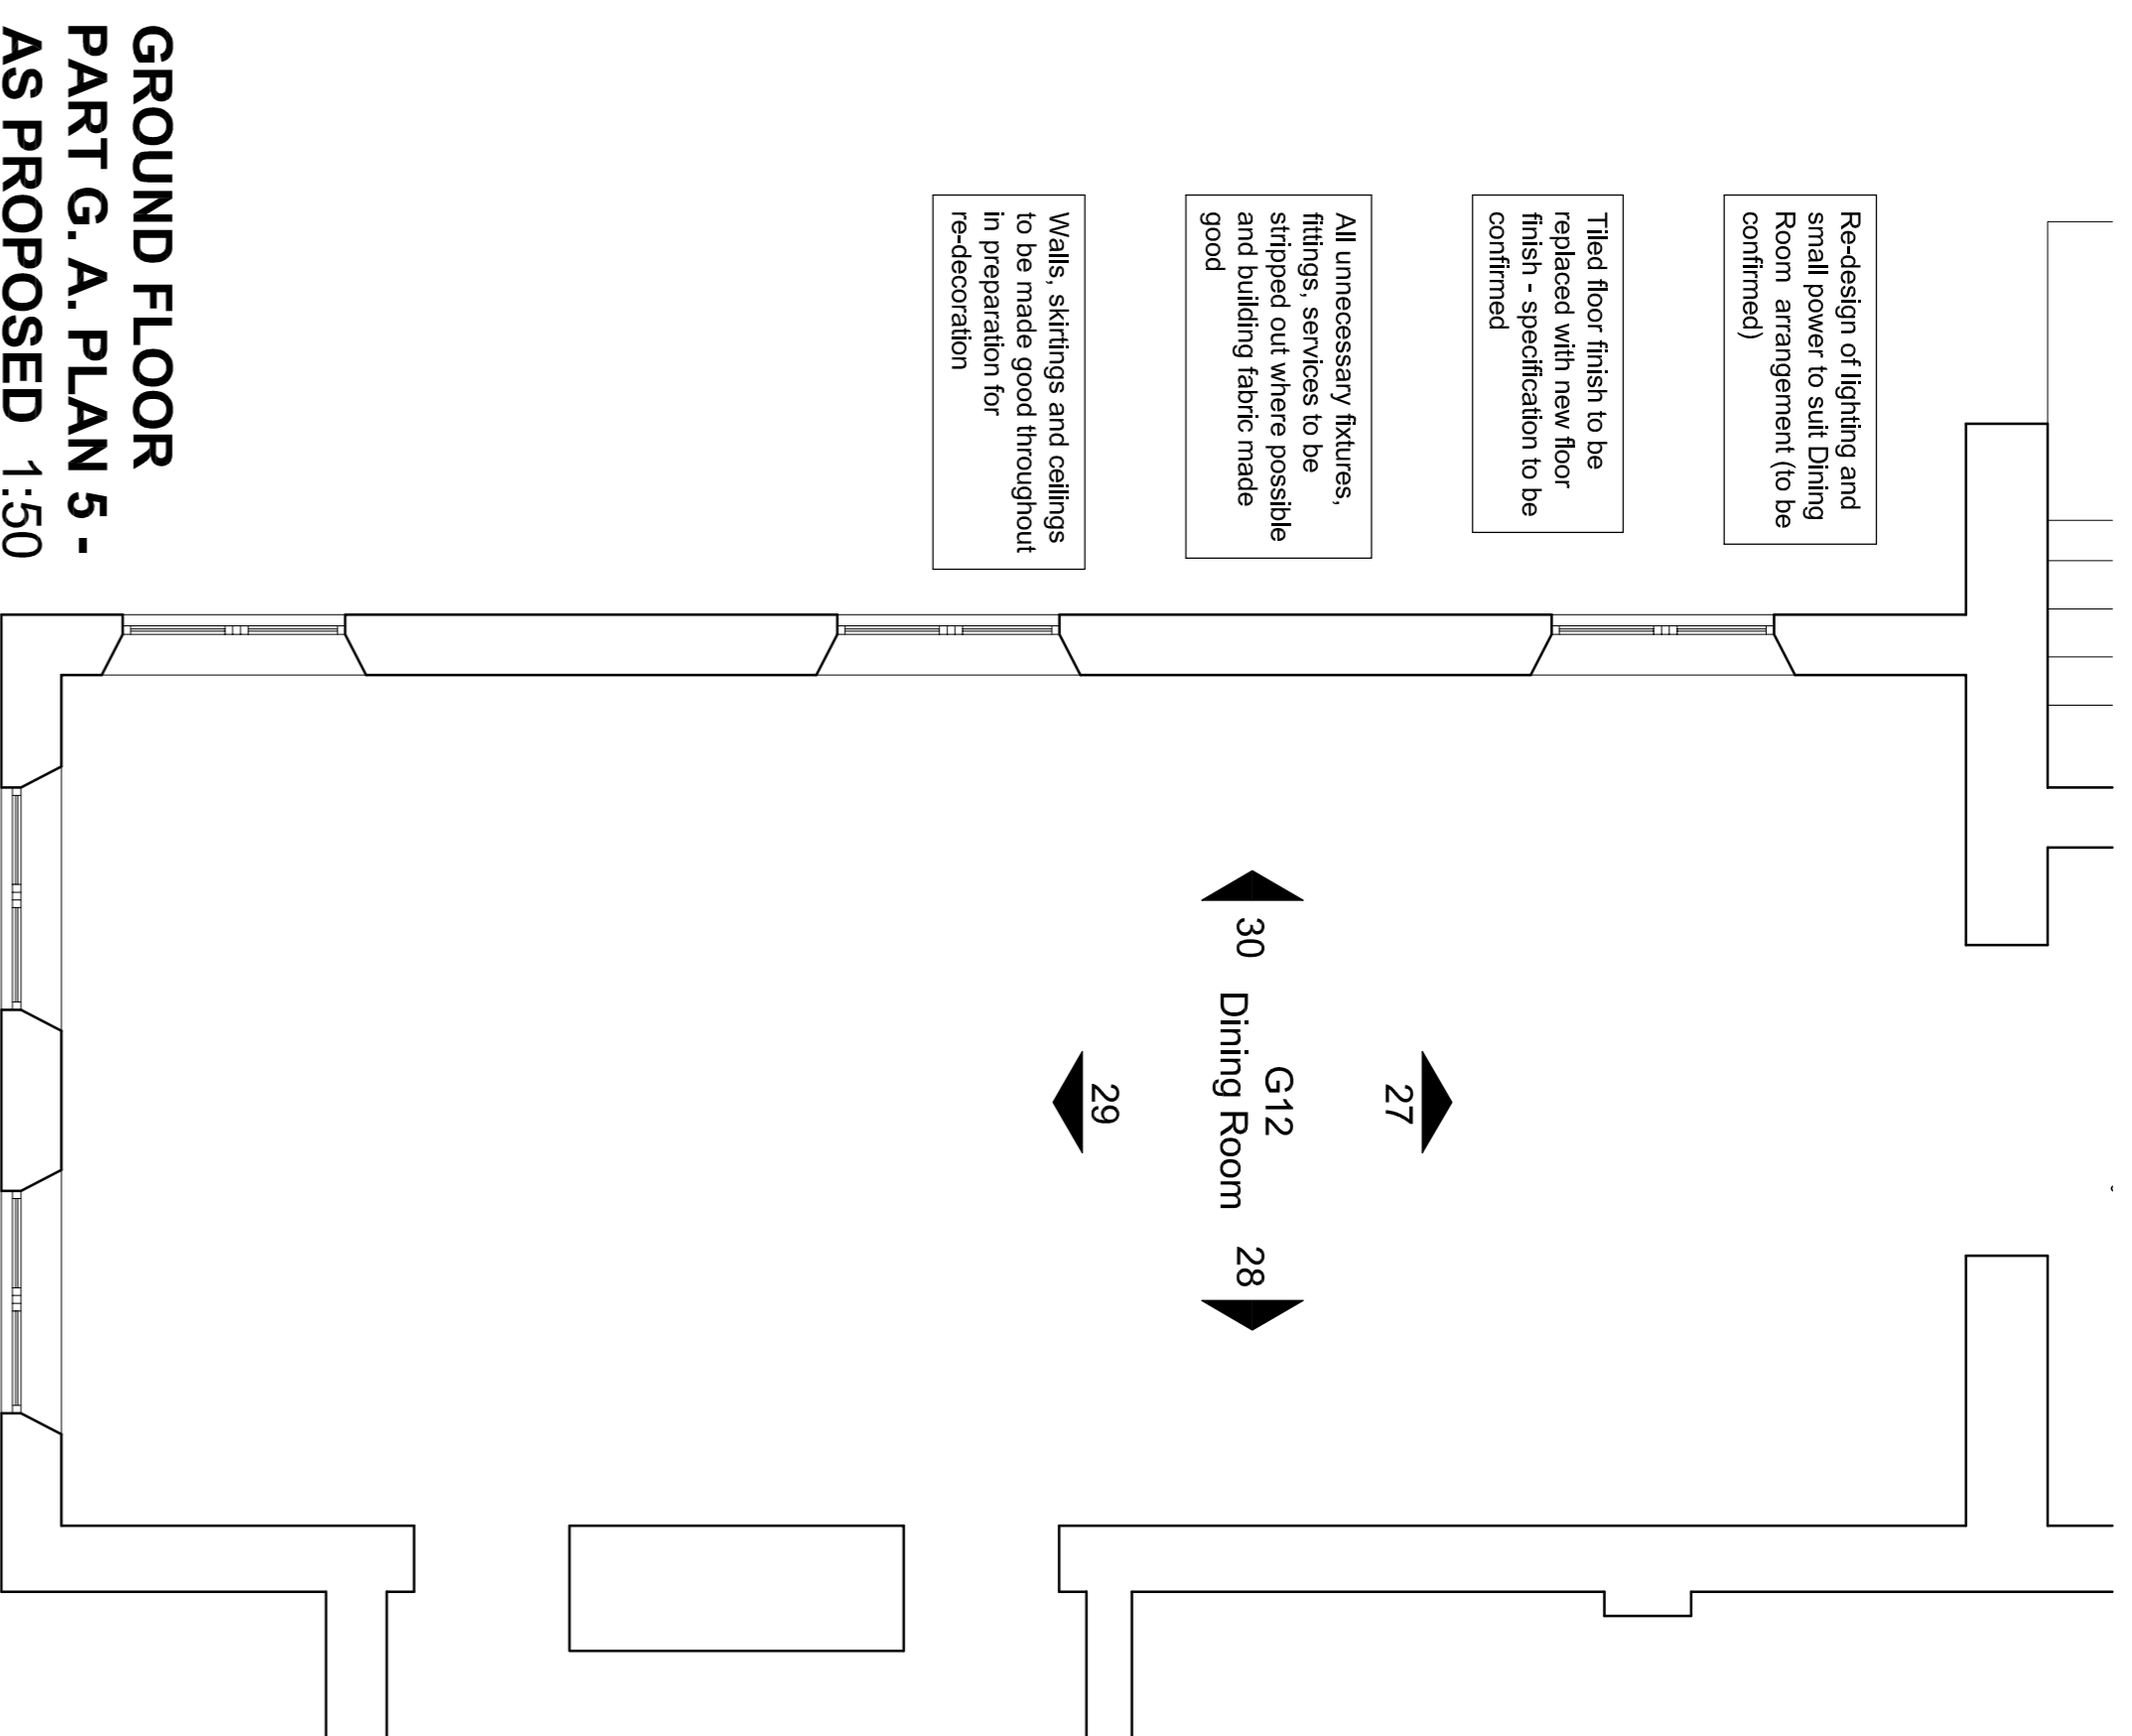 Re-design of lighting and
small power to suit Dining
Room arrangement (to be
confirmed)
Tiled floor finish to be
replaced with new floor
finish - specification to be
confirmed
All unnecessary fixtures,
fittings, services to be
stripped out where possible
and building fabric made
good
Walls, skirtings and ceilings
to be made good throughout
in preparation for
re-decoration
27
G12
30 Dining Room 28
29
GROUND FLOOR
PART G. A. PLAN 5 -
AS PROPOSED 1:50